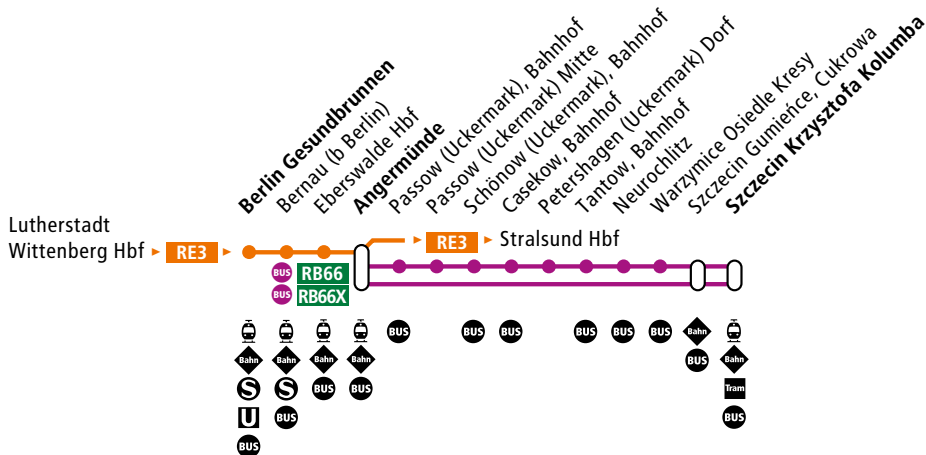 Berlin Gesundbrunnen
Bernau (b Berlin)
Eberswalde Hbf
Angermünde
Passow (Uckermark), Bahnhof
Passow (Uckermark) Mitte
Schönow (Uckermark), Bahnhof
Casekow, Bahnhof
Petershagen (Uckermark) Dorf
Tantow, Bahnhof
Neurochlitz
Warzymice Osiedle Kresy
Szczecin Gumieńce, Cukrowa
Szczecin Krzysztofa Kolumba
Lutherstadt
Wittenberg Hbf RE3 RE3 Stralsund Hbf
BUS RB66
BUS RB66X
BUS BUS BUS BUS BUS BUS Bahn
Bahn Bahn Bahn Bahn BUS Bahn
S S BUS BUS Tram
U BUS BUS
BUS